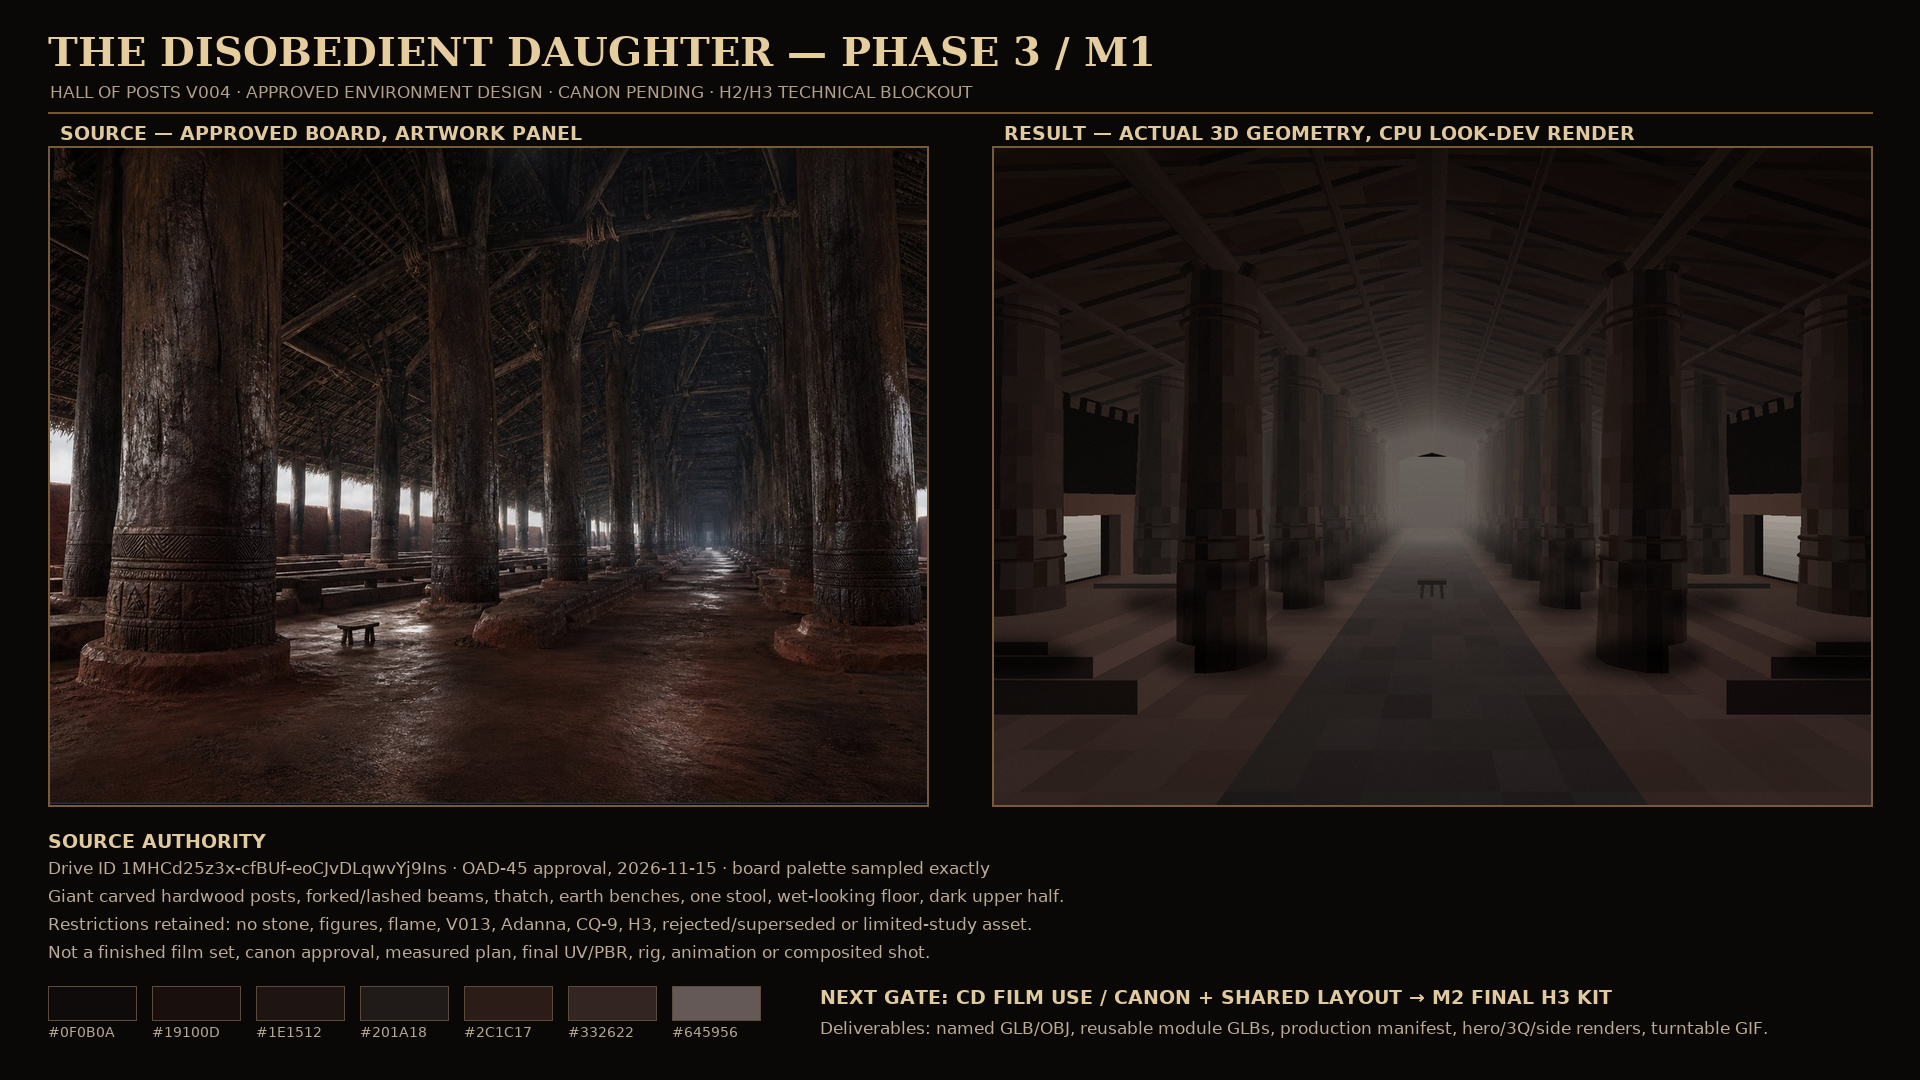 THE DISOBEDIENT DAUGHTER — PHASE 3 / M1
HALL OF POSTS V004 · APPROVED ENVIRONMENT DESIGN · CANON PENDING · H2/H3 TECHNICAL BLOCKOUT
SOURCE — APPROVED BOARD, ARTWORK PANEL
RESULT — ACTUAL 3D GEOMETRY, CPU LOOK-DEV RENDER
SOURCE AUTHORITY
Drive ID 1MHCd25z3x-cfBUf-eoCJvDLqwvYj9Ins · OAD-45 approval, 2026-11-15 · board palette sampled exactly
Giant carved hardwood posts, forked/lashed beams, thatch, earth benches, one stool, wet-looking floor, dark upper half.
Restrictions retained: no stone, figures, flame, V013, Adanna, CQ-9, H3, rejected/superseded or limited-study asset.
Not a finished film set, canon approval, measured plan, final UV/PBR, rig, animation or composited shot.
#0F0B0A #19100D #1E1512 #201A18 #2C1C17 #332622 #645956
NEXT GATE: CD FILM USE / CANON + SHARED LAYOUT → M2 FINAL H3 KIT
Deliverables: named GLB/OBJ, reusable module GLBs, production manifest, hero/3Q/side renders, turntable GIF.